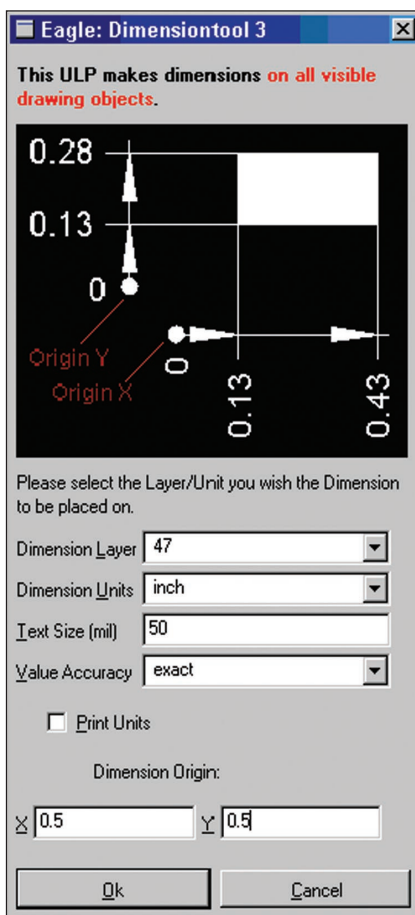 Eagle: Dimensiontool 3
This ULP makes dimensions on all visible
drawing objects.
0.28
0.13
0
Origin Y
Origin X
0
0.13
0.43
Please select the Layer/Unit you wish the Dimension
to be placed on.
Dimension Layer 47
Dimension Units inch
Text Size (mil) 50
Value Accuracy exact
Print Units
Dimension Origin:
X 0.5 Y 0.5
Ok Cancel